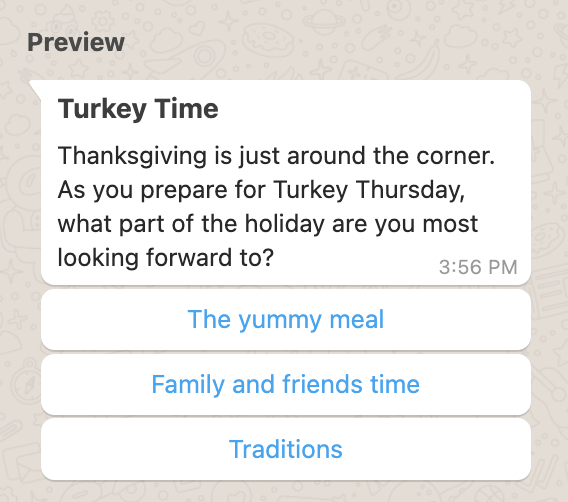 Preview
Turkey Time
Thanksgiving is just around the corner.
As you prepare for Turkey Thursday,
what part of the holiday are you most
looking forward to?
3:56 PM
The yummy meal
Family and friends time
Traditions